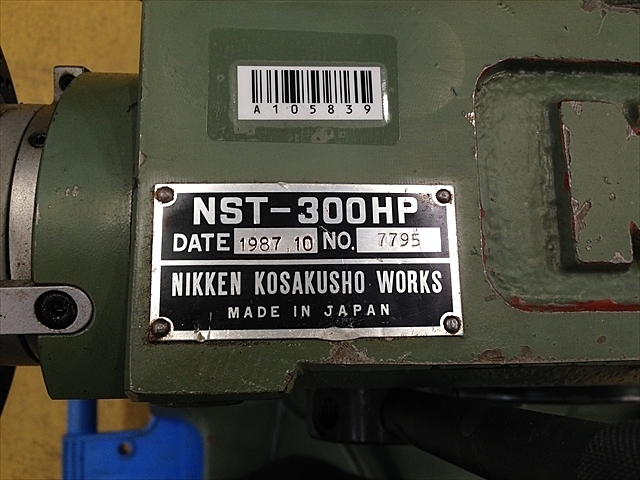 A105839
NST-300HP
DATE 1987.10 NO. 7795
NIKKEN KOSAKUSHO WORKS
MADE IN JAPAN